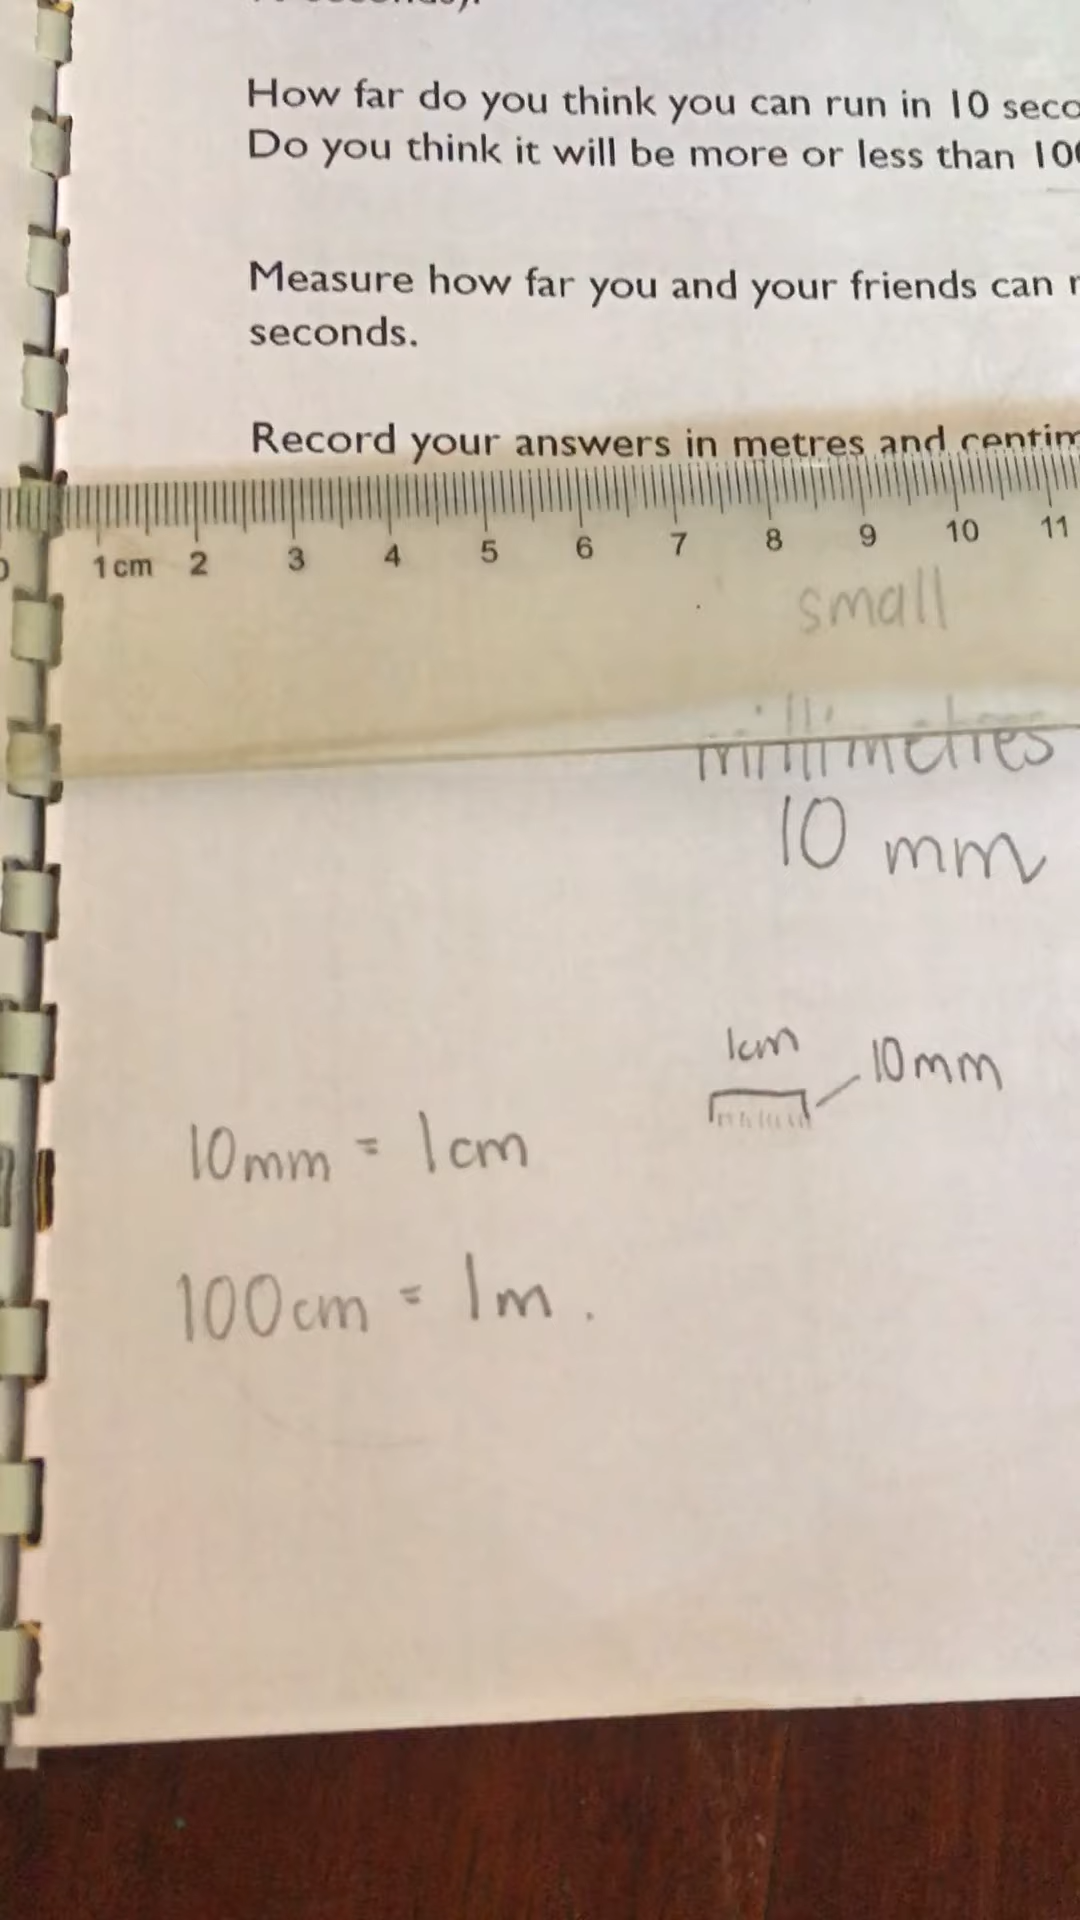 How far do you think you can run in 10 seco
Do you think it will be more or less than 10
Measure how far you and your friends can r
seconds.
Record your answers in metres and centim
0 1cm 2 3 4 5 6 7 8 9 10 11
small
millimetres
10 mm
1cm
10mm
10mm = 1cm
100cm = 1m.